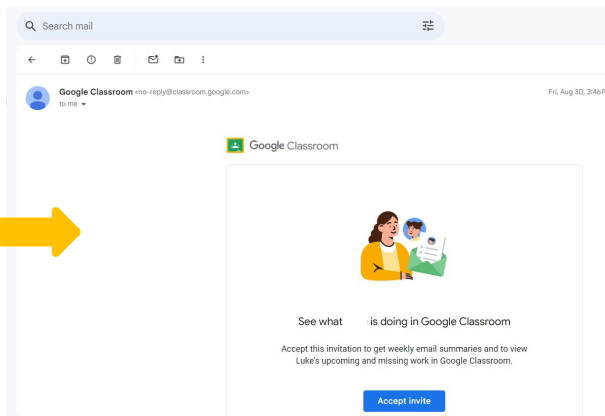 Search mail
Google Classroom <no-reply@classroom.google.com>
Fri, Aug 30, 3:46
to me
Google Classroom
See what is doing in Google Classroom
Accept this invitation to get weekly email summaries and to view
Luke's upcoming and missing work in Google Classroom.
Accept invite